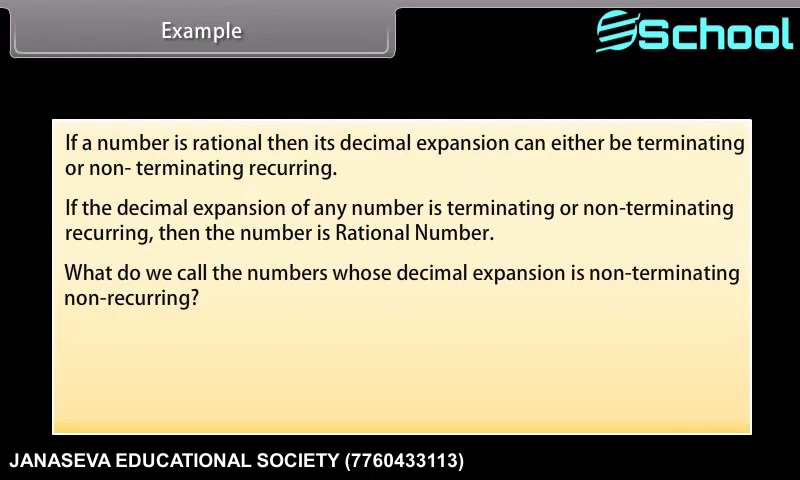 Example
School
If a number is rational then its decimal expansion can either be terminating
or non- terminating recurring.
If the decimal expansion of any number is terminating or non-terminating
recurring, then the number is Rational Number.
What do we call the numbers whose decimal expansion is non-terminating
non-recurring?
JANASEVA EDUCATIONAL SOCIETY (7760433113)